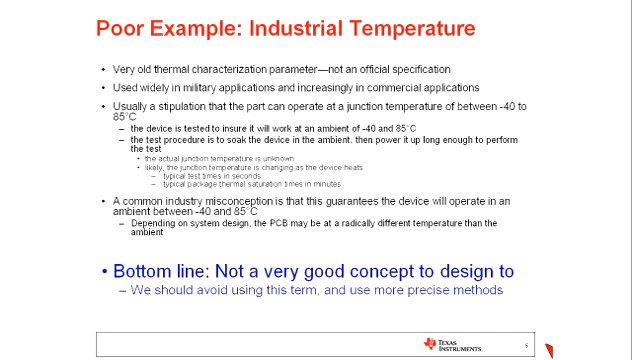 Poor Example: Industrial Temperature
• Very old thermal characterization parameter—not an official specification
• Used widely in military applications and increasingly in commercial applications
• Usually a stipulation that the part can operate at a junction temperature of between -40 to
85°C
– the device is tested to insure it will work at an ambient of -40 and 85°C
– the test procedure is to soak the device in the ambient, then power it up long enough to perform
the test
• the actual junction temperature is unknown
• likely, the junction temperature is changing as the device heats
– typical test times in seconds
– typical package thermal saturation times in minutes
• A common industry misconception is that this guarantees the device will operate in an
ambient between -40 and 85°C
– Depending on system design, the PCB may be at a radically different temperature than the
ambient
• Bottom line: Not a very good concept to design to
– We should avoid using this term, and use more precise methods
TEXAS
INSTRUMENTS